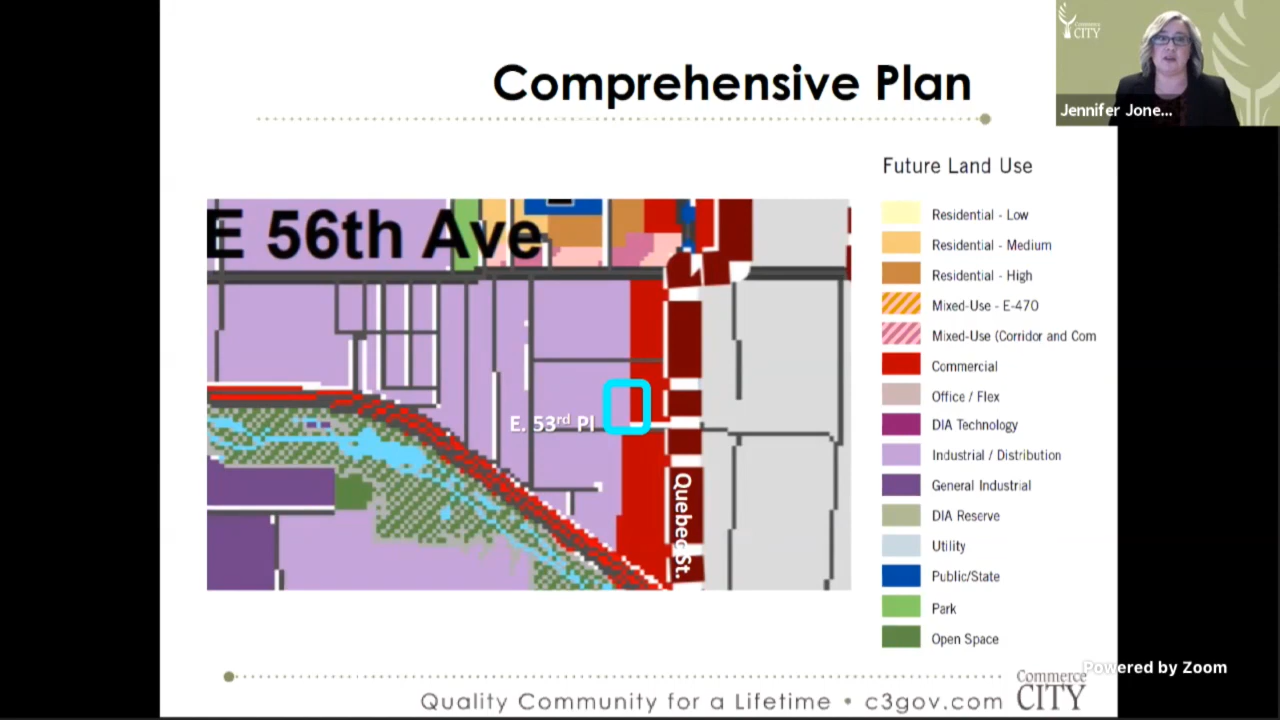 Comprehensive Plan
Commerce
CITY
Jennifer Jone...
Future Land Use
E 56th Ave
E. 53rd Pl
Quebec St.
Residential - Low
Residential - Medium
Residential - High
Mixed-Use - E-470
Mixed-Use (Corridor and Com
Commercial
Office / Flex
DIA Technology
Industrial / Distribution
General Industrial
DIA Reserve
Utility
Public/State
Park
Open Space
Powered by Zoom
Quality Community for a Lifetime • c3gov.com
Commerce
CITY